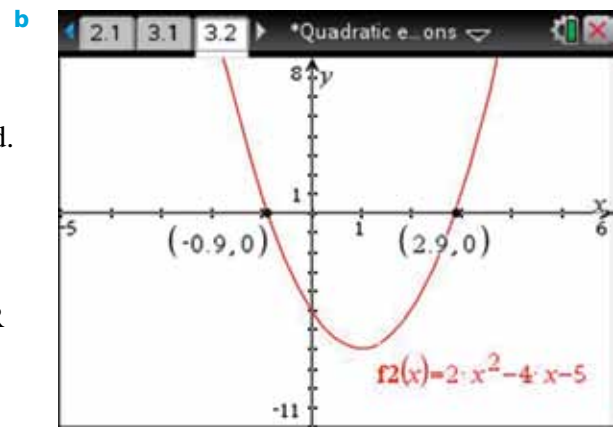 b
2.1 3.1 3.2 *Quadratic e...ons
8 y
d.
1
-5 1 x 6
(-0.9,0) (2.9,0)
R
f2(x)=2·x²-4·x-5
-11